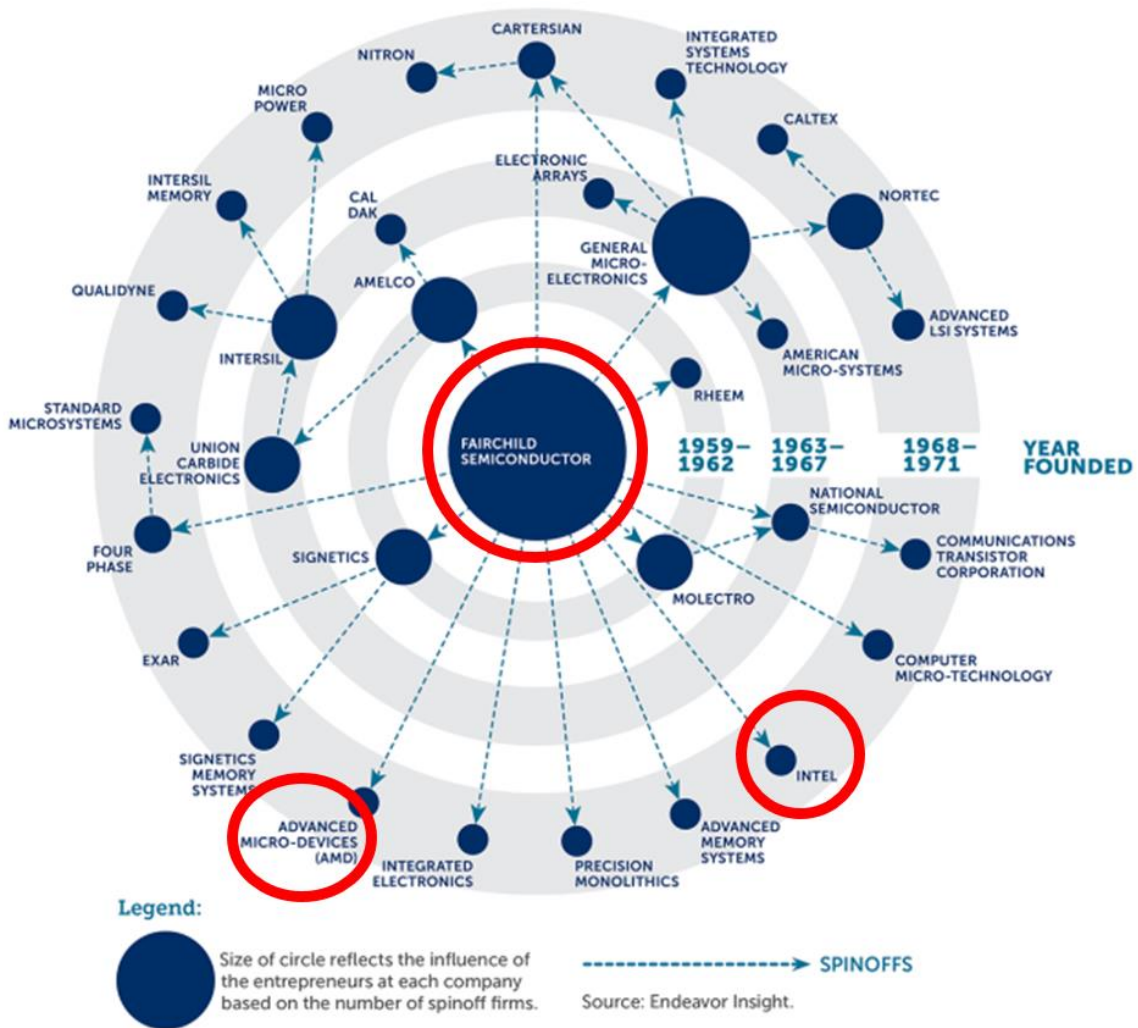 CARTERSIAN
NITRON
INTEGRATED
SYSTEMS
TECHNOLOGY
MICRO
POWER
CALTEX
ELECTRONIC
ARRAYS
INTERSIL
MEMORY
CAL
DAK
NORTEC
GENERAL
MICRO-
ELECTRONICS
AMELCO
QUALIDYNE
ADVANCED
LSI SYSTEMS
INTERSIL
AMERICAN
MICRO-SYSTEMS
RHEEM
STANDARD
MICROSYSTEMS
UNION
CARBIDE
ELECTRONICS
FAIRCHILD
SEMICONDUCTOR
1959–
1962
1963–
1967
1968–
1971
YEAR
FOUNDED
NATIONAL
SEMICONDUCTOR
FOUR
PHASE
SIGNETICS
COMMUNICATIONS
TRANSISTOR
CORPORATION
MOLECTRO
EXAR
COMPUTER
MICRO-TECHNOLOGY
SIGNETICS
MEMORY
SYSTEMS
INTEL
ADVANCED
MICRO-DEVICES
(AMD)
INTEGRATED
ELECTRONICS
PRECISION
MONOLITHICS
ADVANCED
MEMORY
SYSTEMS
Legend:
Size of circle reflects the influence of
the entrepreneurs at each company
based on the number of spinoff firms.
SPINOFFS
Source: Endeavor Insight.